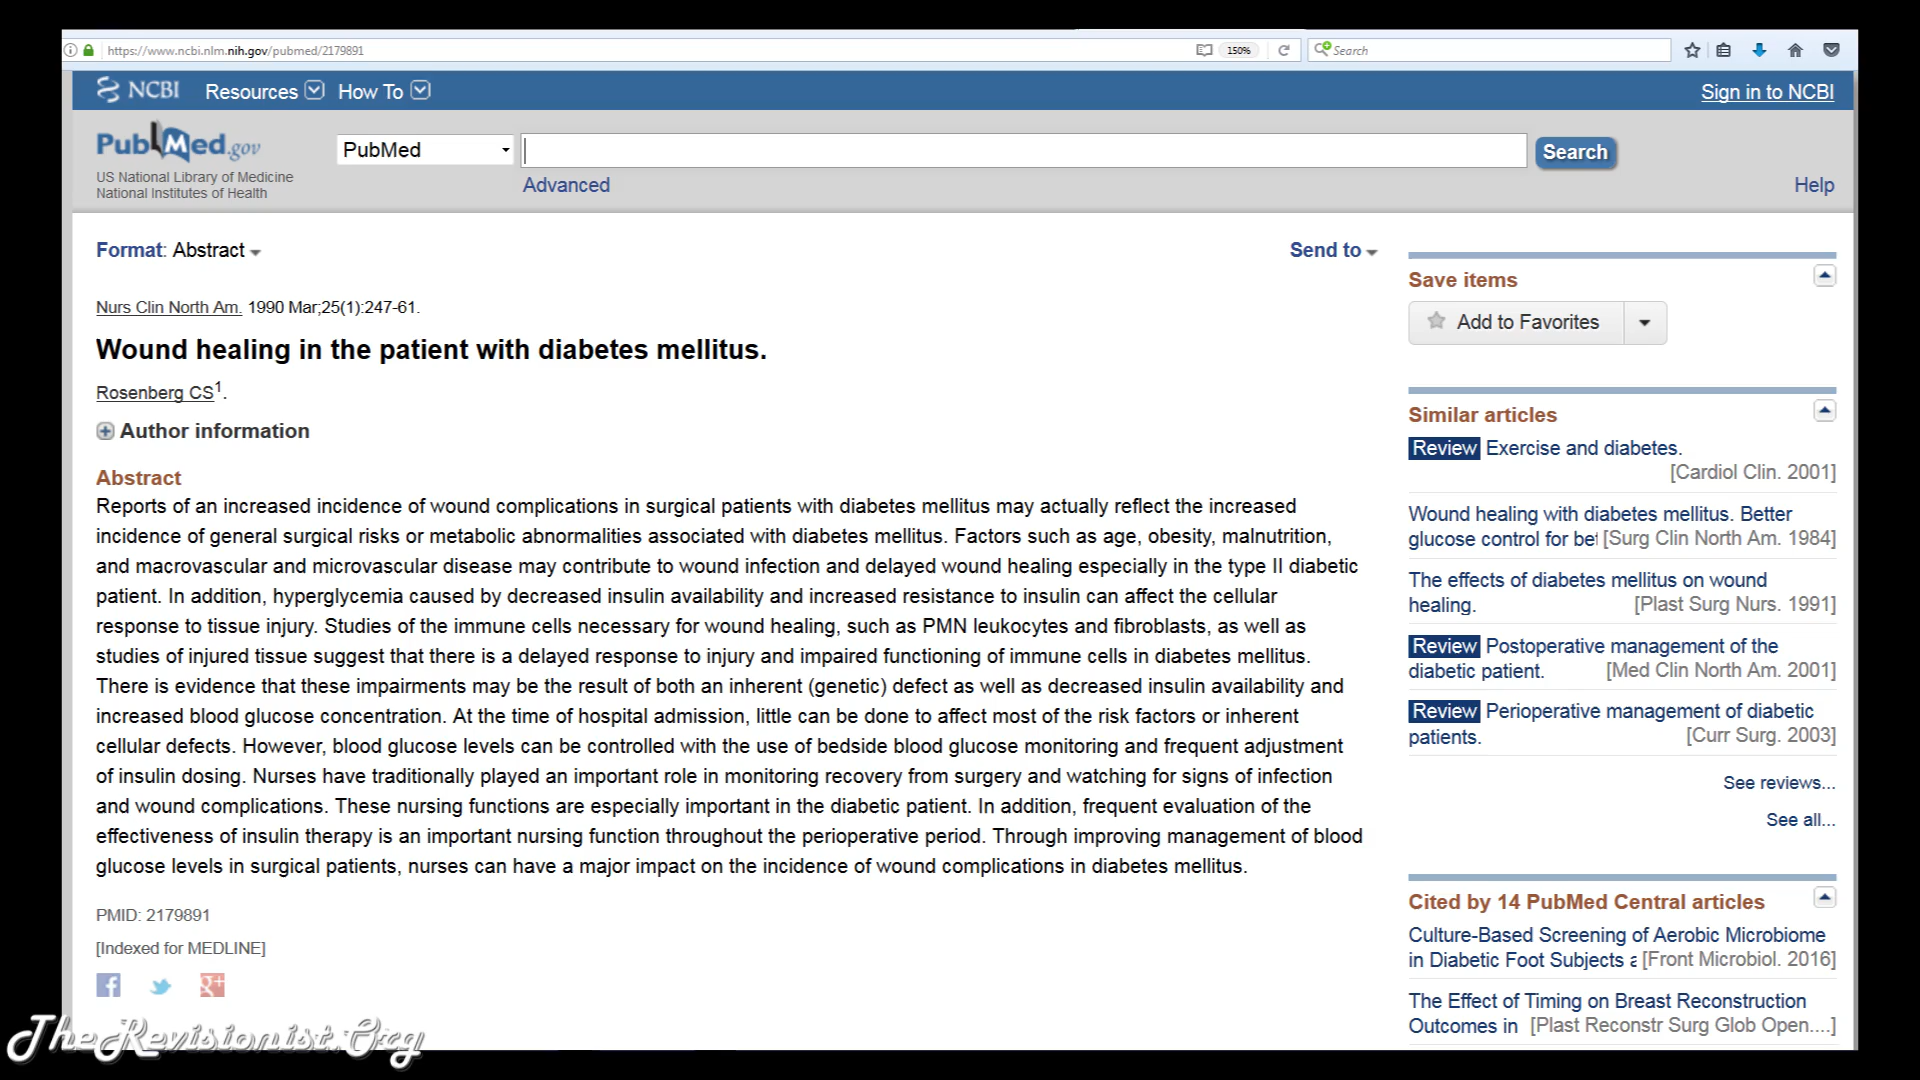 https://www.ncbi.nlm.nih.gov/pubmed/2179891
150%
Search
NCBI Resources How To
Sign in to NCBI
PubMed.gov
US National Library of Medicine
National Institutes of Health
PubMed
Search
Advanced
Help
Format: Abstract
Send to
Nurs Clin North Am. 1990 Mar;25(1):247-61.
Wound healing in the patient with diabetes mellitus.
Rosenberg CS1.
Author information
Abstract
Reports of an increased incidence of wound complications in surgical patients with diabetes mellitus may actually reflect the increased
incidence of general surgical risks or metabolic abnormalities associated with diabetes mellitus. Factors such as age, obesity, malnutrition,
and macrovascular and microvascular disease may contribute to wound infection and delayed wound healing especially in the type II diabetic
patient. In addition, hyperglycemia caused by decreased insulin availability and increased resistance to insulin can affect the cellular
response to tissue injury. Studies of the immune cells necessary for wound healing, such as PMN leukocytes and fibroblasts, as well as
studies of injured tissue suggest that there is a delayed response to injury and impaired functioning of immune cells in diabetes mellitus.
There is evidence that these impairments may be the result of both an inherent (genetic) defect as well as decreased insulin availability and
increased blood glucose concentration. At the time of hospital admission, little can be done to affect most of the risk factors or inherent
cellular defects. However, blood glucose levels can be controlled with the use of bedside blood glucose monitoring and frequent adjustment
of insulin dosing. Nurses have traditionally played an important role in monitoring recovery from surgery and watching for signs of infection
and wound complications. These nursing functions are especially important in the diabetic patient. In addition, frequent evaluation of the
effectiveness of insulin therapy is an important nursing function throughout the perioperative period. Through improving management of blood
glucose levels in surgical patients, nurses can have a major impact on the incidence of wound complications in diabetes mellitus.
PMID: 2179891
[Indexed for MEDLINE]
Save items
Add to Favorites
Similar articles
Review Exercise and diabetes.
[Cardiol Clin. 2001]
Wound healing with diabetes mellitus. Better
glucose control for bet [Surg Clin North Am. 1984]
The effects of diabetes mellitus on wound
healing. [Plast Surg Nurs. 1991]
Review Postoperative management of the
diabetic patient. [Med Clin North Am. 2001]
Review Perioperative management of diabetic
patients. [Curr Surg. 2003]
See reviews...
See all...
Cited by 14 PubMed Central articles
Culture-Based Screening of Aerobic Microbiome
in Diabetic Foot Subjects a [Front Microbiol. 2016]
The Effect of Timing on Breast Reconstruction
Outcomes in [Plast Reconstr Surg Glob Open....]
TheRevisionist.Org